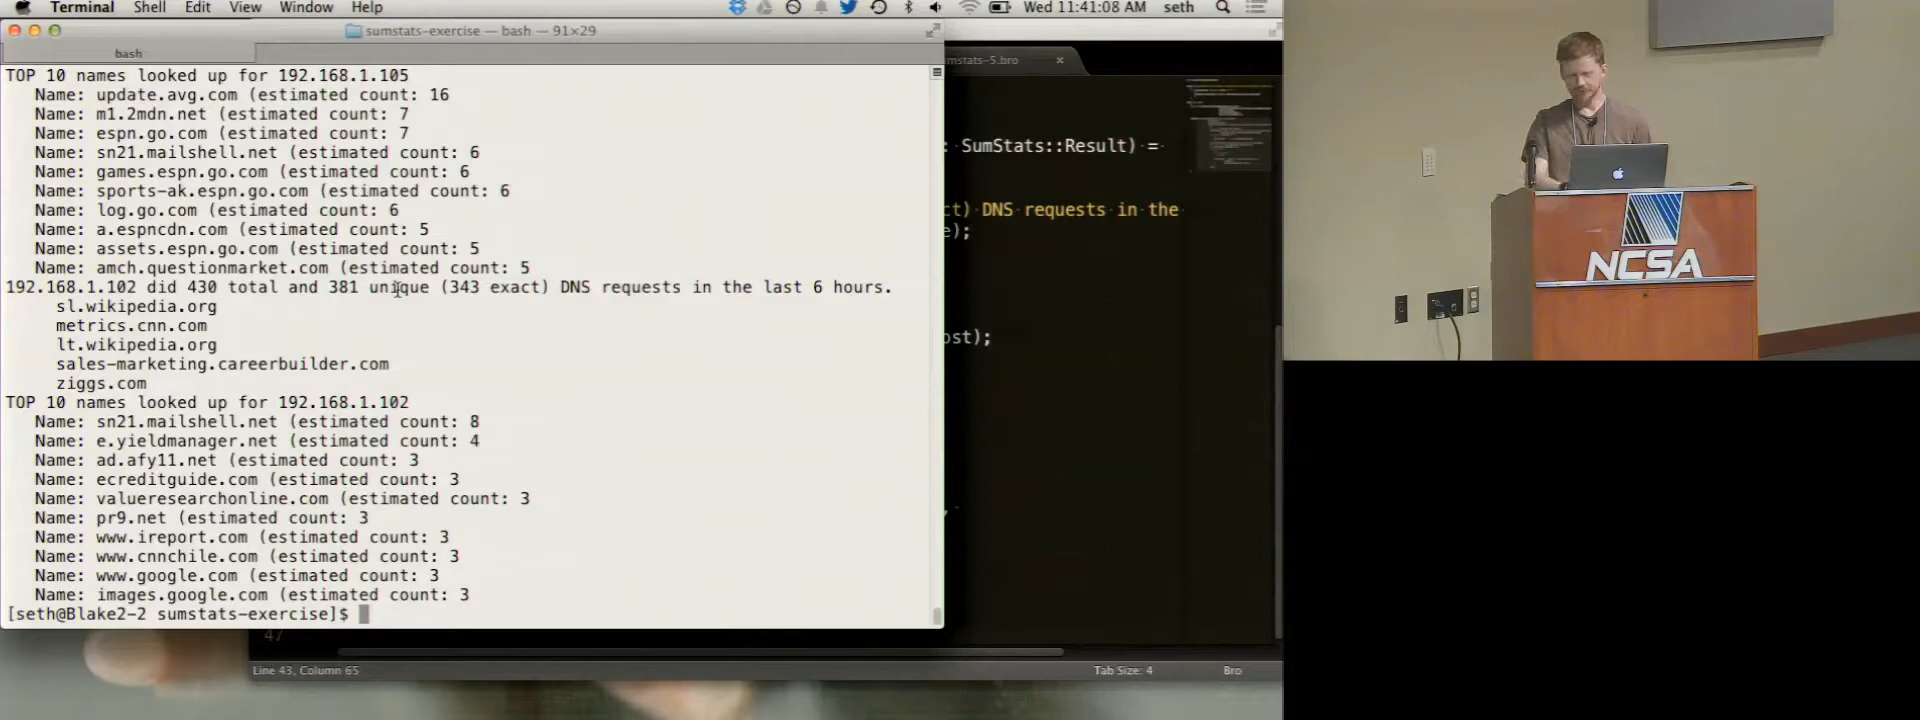 Terminal Shell Edit View Window Help Wed 11:41:08 AM seth
sumstats-exercise — bash — 91×29
bash
TOP 10 names looked up for 192.168.1.105
Name: update.avg.com (estimated count: 16
Name: m1.2mdn.net (estimated count: 7
Name: espn.go.com (estimated count: 7
Name: sn21.mailshell.net (estimated count: 6
Name: games.espn.go.com (estimated count: 6
Name: sports-ak.espn.go.com (estimated count: 6
Name: log.go.com (estimated count: 6
Name: a.espncdn.com (estimated count: 5
Name: assets.espn.go.com (estimated count: 5
Name: amch.questionmarket.com (estimated count: 5
192.168.1.102 did 430 total and 381 unique (343 exact) DNS requests in the last 6 hours.
sl.wikipedia.org
metrics.cnn.com
lt.wikipedia.org
sales-marketing.careerbuilder.com
ziggs.com
TOP 10 names looked up for 192.168.1.102
Name: sn21.mailshell.net (estimated count: 8
Name: e.yieldmanager.net (estimated count: 4
Name: ad.afy11.net (estimated count: 3
Name: ecreditguide.com (estimated count: 3
Name: valueresearchonline.com (estimated count: 3
Name: pr9.net (estimated count: 3
Name: www.ireport.com (estimated count: 3
Name: www.cnnchile.com (estimated count: 3
Name: www.google.com (estimated count: 3
Name: images.google.com (estimated count: 3
[seth@Blake2-2 sumstats-exercise]$
mstats-5.bro
: SumStats::Result) =
ct) DNS requests in the
e);
ost);
47
Line 43, Column 65 Tab Size: 4 Bro
NCSA